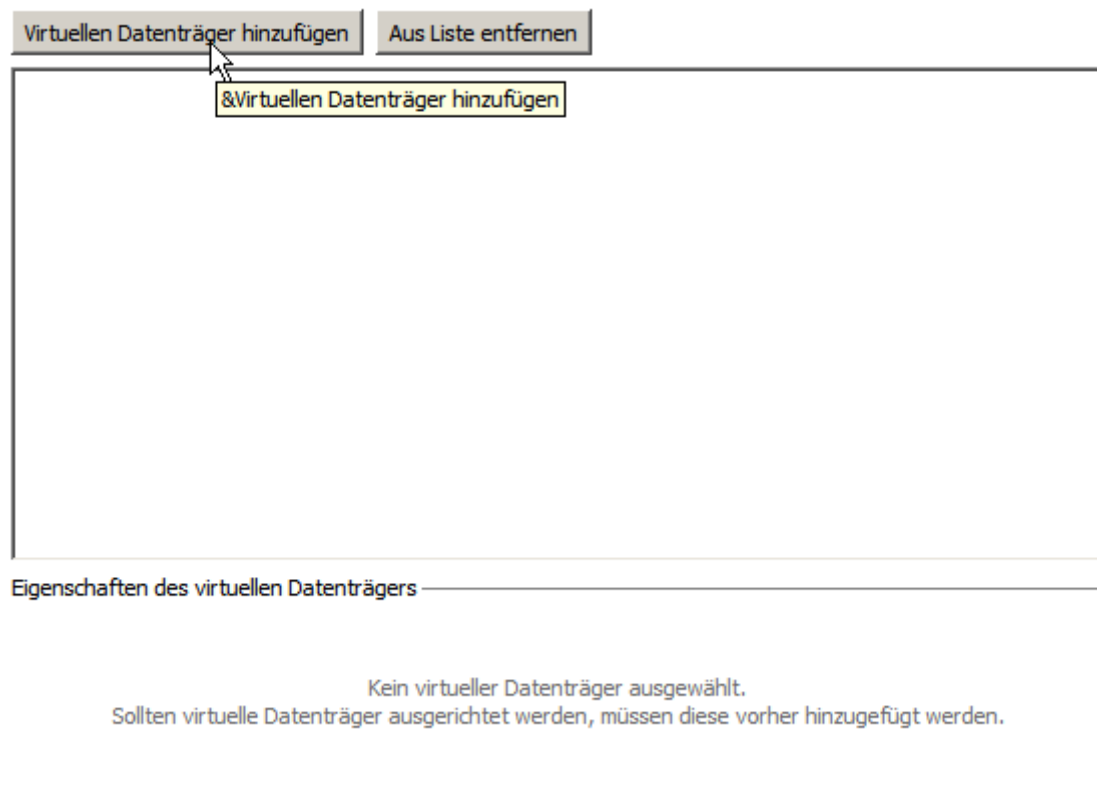 Virtuellen Datenträger hinzufügen Aus Liste entfernen
&Virtuellen Datenträger hinzufügen
Eigenschaften des virtuellen Datenträgers
Kein virtueller Datenträger ausgewählt.
Sollten virtuelle Datenträger ausgerichtet werden, müssen diese vorher hinzugefügt werden.